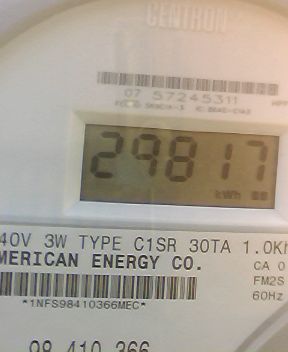 CENTRON
07 57245311
29817
kWh
40V 3W TYPE C1SR 30TA 1.0Kh
MERICAN ENERGY CO.
CA 0
FM2S
60Hz
*1NFS98410366MEC*
98 410 366